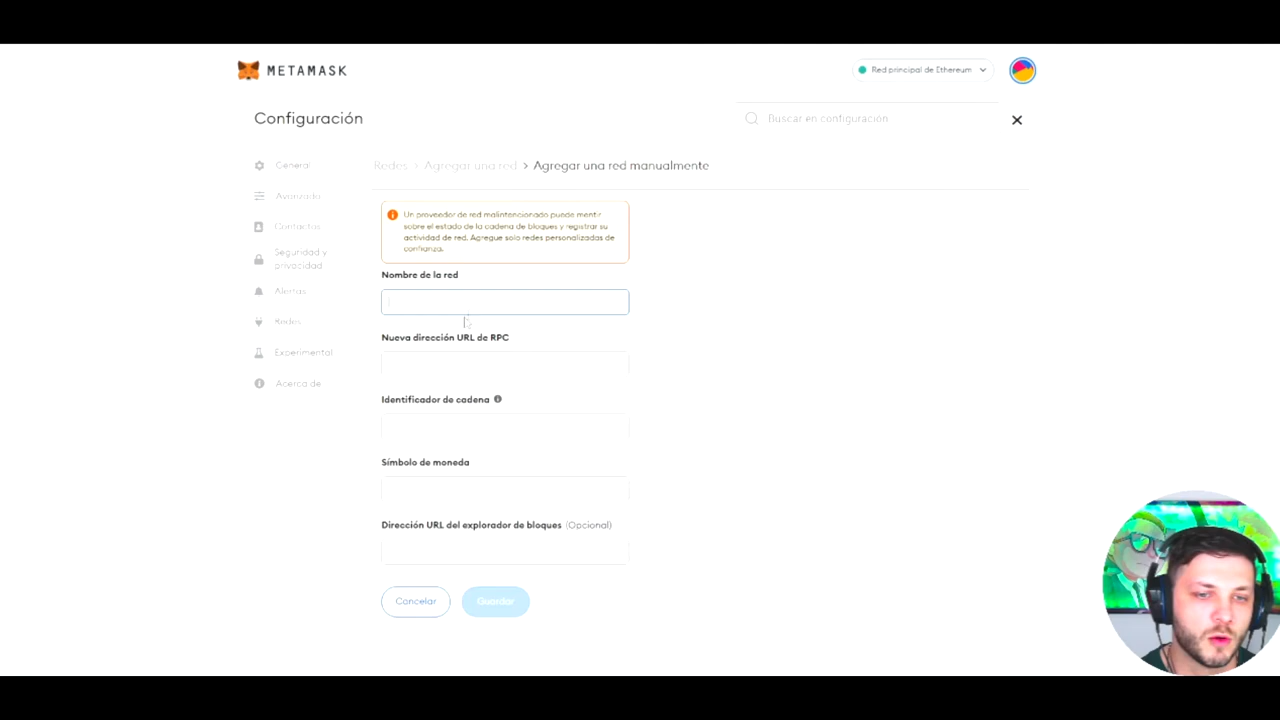 METAMASK
Red principal de Ethereum
Configuración
Buscar en configuración
General
Avanzado
Contactos
Seguridad y
privacidad
Alertas
Redes
Experimental
Acerca de
Redes > Agregar una red > Agregar una red manualmente
Un proveedor de red malintencionado puede mentir
sobre el estado de la cadena de bloques y registrar su
actividad de red. Agregue solo redes personalizadas de
confianza.
Nombre de la red
Nueva dirección URL de RPC
Identificador de cadena
Símbolo de moneda
Dirección URL del explorador de bloques (Opcional)
Cancelar
Guardar